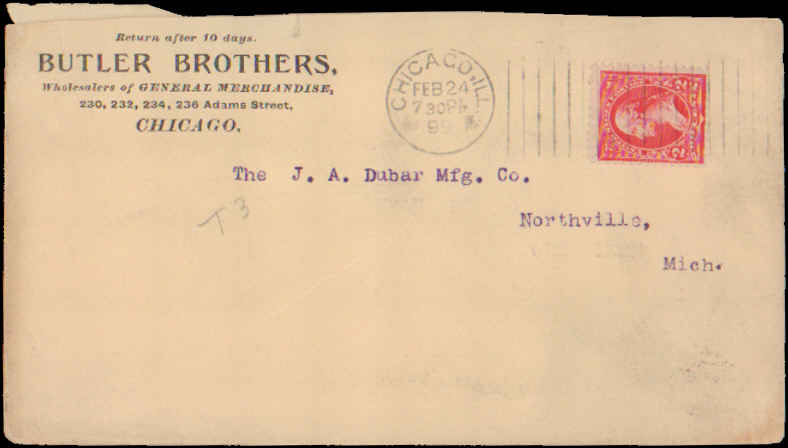 Return after 10 days.
BUTLER BROTHERS,
Wholesalers of GENERAL MERCHANDISE,
230, 232, 234, 236 Adams Street,
CHICAGO.
CHICAGO, ILL.
FEB 24
7 30 PM
The J. A. Dubar Mfg. Co.
Northville,
Mich.
T 3